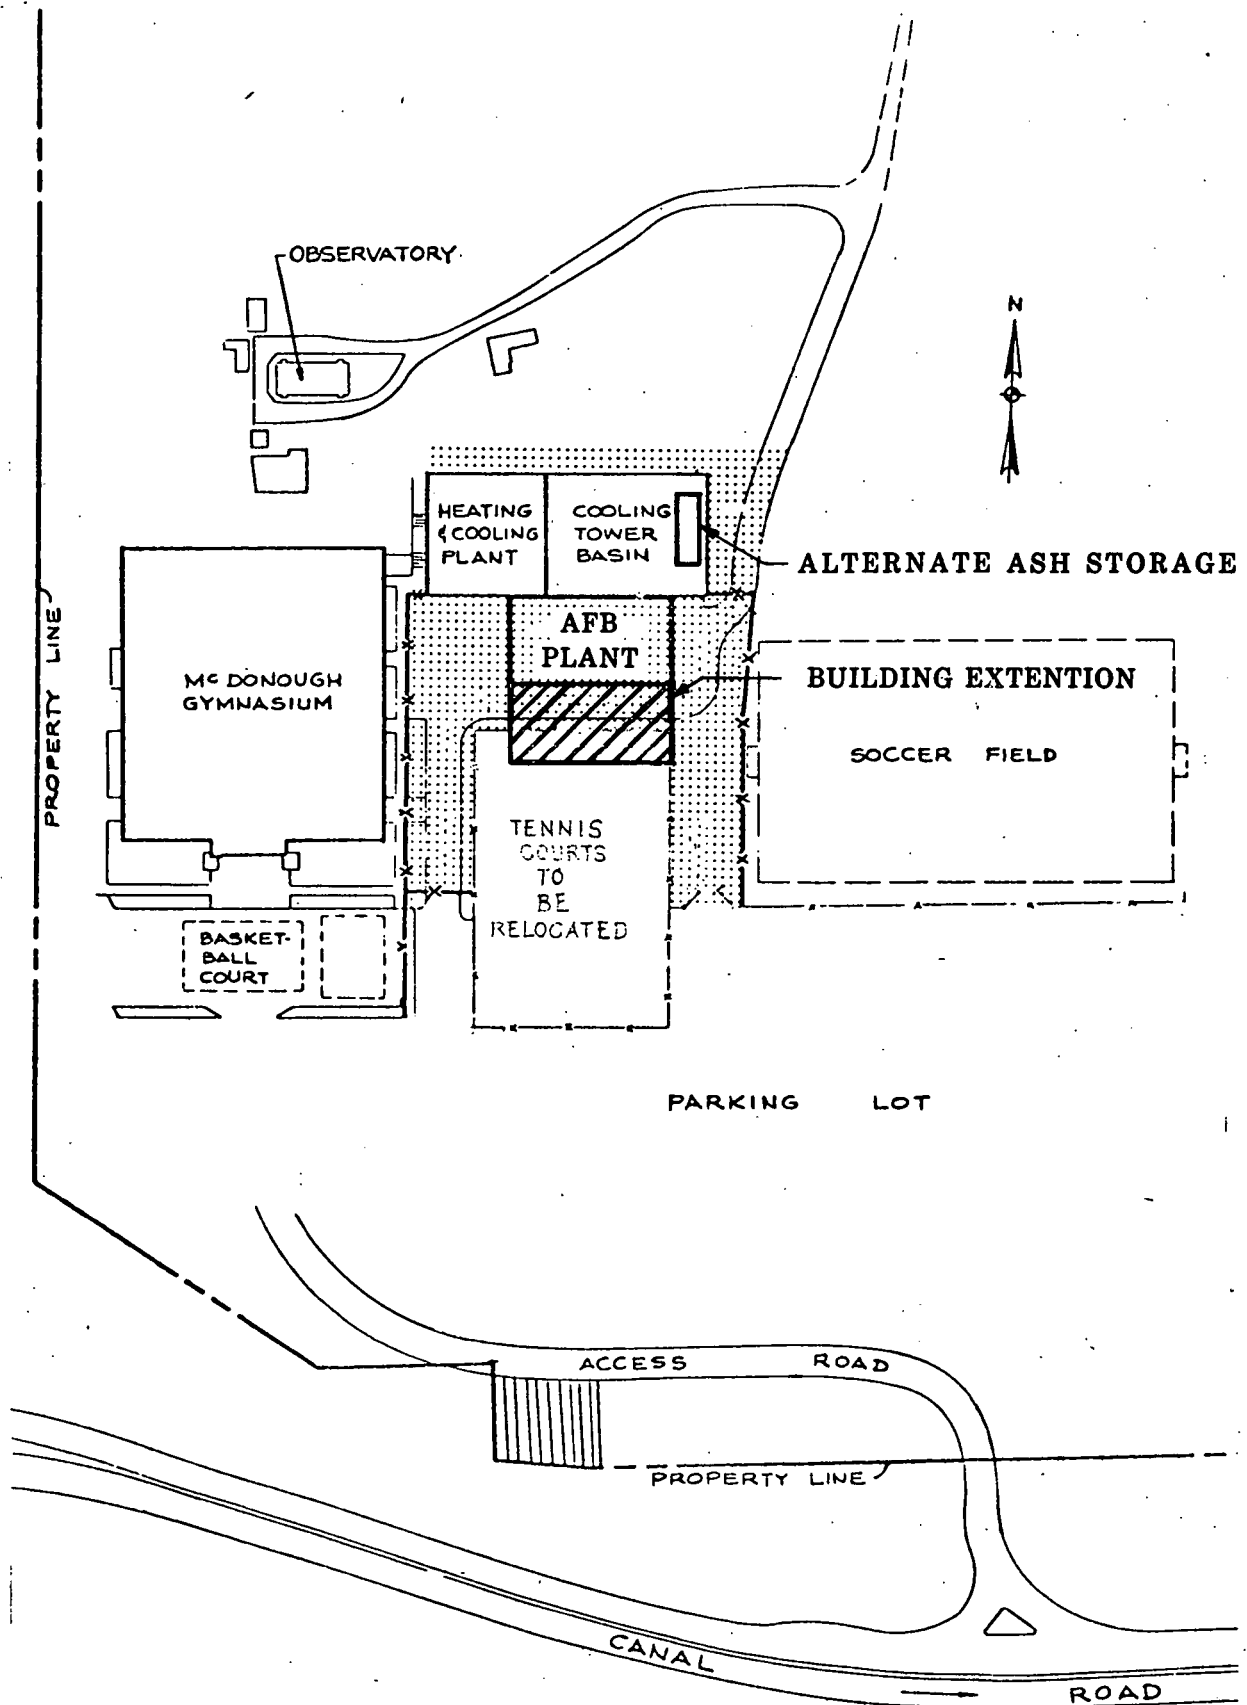 OBSERVATORY
N
HEATING
& COOLING
PLANT
COOLING
TOWER
BASIN
ALTERNATE ASH STORAGE
AFB
PLANT
PROPERTY LINE
Mc DONOUGH
GYMNASIUM
BUILDING EXTENTION
SOCCER FIELD
TENNIS
COURTS
TO
BE
RELOCATED
BASKET-
BALL
COURT
PARKING LOT
ACCESS ROAD
PROPERTY LINE
CANAL
ROAD